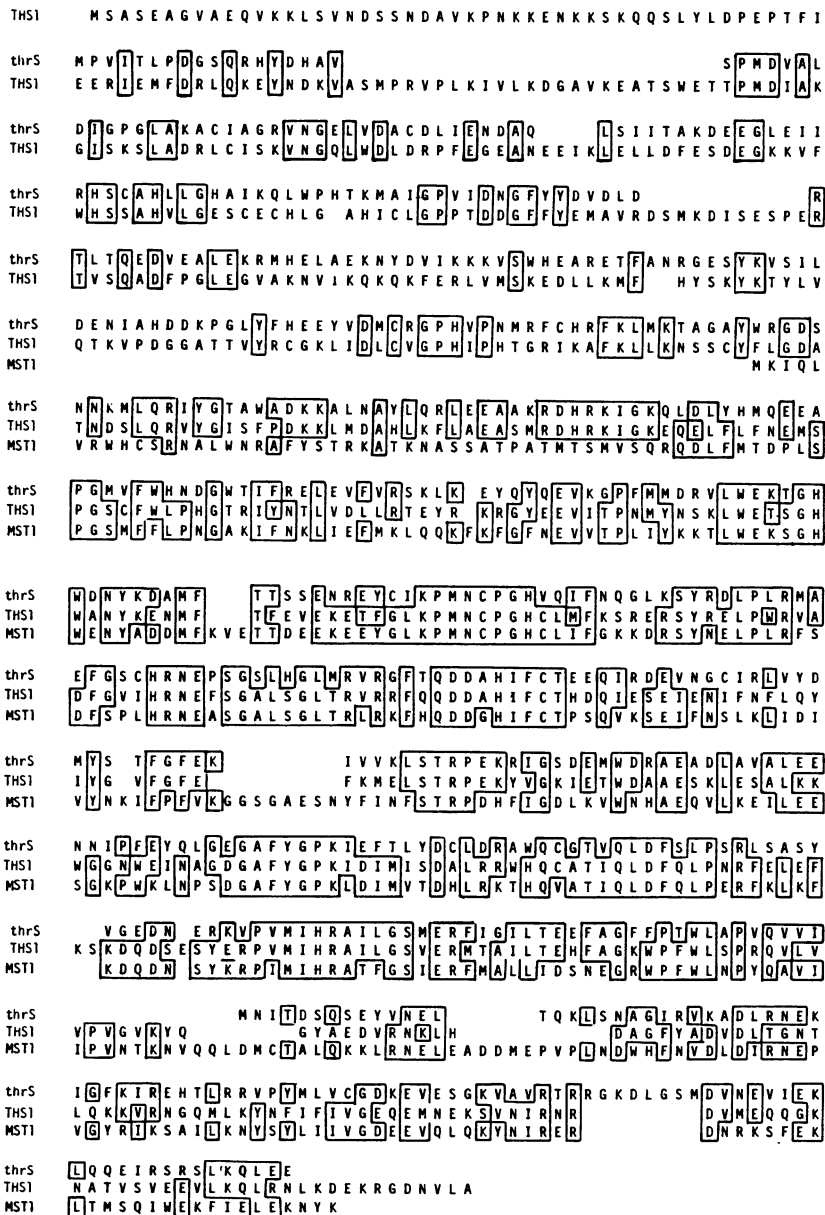 THS1 MSASEAGVAEQVKKLSVNDSSNDAVKPNKKENKKSKQQSLYLDPEPTFI
thrS MPVITLPDGSQRHYDHAV SPMDVAL
THS1 EERIEMFDRLQKEYNDKVASMPRVPLKIVLKDGAVKEATSWETTPMDIAK
thrS DIGPGLAKACIAGRVNGELVDACDLIENDAQ LSIITAKDEEGLEII
THS1 GISKSLADRLCISKVNGQLWDLDRPFEGEANEEIKLELLDFESDEGKKVF
thrS RHSCAHLLGHAIKQLWPHTKMAIGPVIDNGFYYDVDLD R
THS1 WHSSAHVLGESCECHLG AHICLGPPTDDGFFYEMAVRDSMKDISESPER
thrS TLTQEDVEALEKRMHELAEKNYDVIKKKVSWHEARETFANRGESYKVSIL
THS1 TVSQADFPGLEGVAKNVIKQKQKFERLVMSKEDLLKMF HYSKYKTYLV
thrS DENIAHDDKPGLYFHEEYVDMCRGPHVPNMRFCHRFKLMKTAGAYWRGDS
THS1 QTKVPDGGATTVYRCGKLIDLCVGPHIPHTGRIKAFKLLKNSSCYFLGDA
MST1 MKIQL
thrS NNKMLQRIYGTAWADKKALNAYLQRLEEAAKRDHRKIGKQLDLYHMQEEA
THS1 TNDSLQRVYGISFPDKKLMDAHLKFLAEASMRDHRKIGKEQELFLFNEMS
MST1 VRWHCSRNALWNRAFYSTRKATKNASSATPATMTSMVSQRQDLFMTDPLS
thrS PGMVFWHNDGWTIFRELEVFVRSKLK EYQYQEVKGPFMMDRVLWEKTGH
THS1 PGSCFWLPHGTRIYNTLVDLLRTEYR KRGYEEVITPNMYNSKLWETSGH
MST1 PGSMFFLPNGAKIFNKLIEFMKLQQKFKFGFNEVVTPLIYKKTLWEKSGH
thrS WDNYKDAMF TTSSENREYCIKPMNCPGHVQIFNQGLKSYRDLPLRMA
THS1 WANYKENMF TFEVEKETFGLKPMNCPGHCLMFKSRERSYRELPWRVA
MST1 WENYADDMFKVETTDEEKEEYGLKPMNCPGHCLIFGKKDRSYNELPLRFS
thrS EFGSCHRNEPSGSLHGLMRVRGFTQDDAHIFCTEEQIRDEVNGCIRLVYD
THS1 DFGVIHRNEFSGALSGLTRVRRFQQDDAHIFCTHDQIESEIENIFNFLQY
MST1 DFSPLHRNEASGALSGLTRLRKFHQDDGHIFCTPSQVKSEIFNSLKLIDI
thrS MYS TFGFEK IVVKLSTRPEKRIGSDEMWDRAEADLAVALEE
THS1 IYG VFGFE FKMELSTRPEKYVGKIETWDAAESKLESALKK
MST1 VYNKIFPFVKGGSGAESNYFINFSTRPDHFIGDLKVWNHAEQVLKEILEE
thrS NNIPFEYQLGEGAFYGPKIEFTLYDCLDRAWQCGTVQLDFSLPSRLSASY
THS1 WGGNWEINAGDGAFYGPKIDIMISDALRRWHQCATIQLDFQLPNRFELEF
MST1 SGKPWKLNPSDGAFYGPKLDIMVTDHLRKTHQVATIQLDFQLPERFKLKF
thrS VGEDN ERKVPVMIHRAILGSMERFIGILTEEFAGFFPTWLAPVQVVI
THS1 KSKDQDSESYERPVMIHRAILGSVERMTAILTEHFAGKWPFWLSPRQVLV
MST1 KDQDN SYKRPIMIHRATFGSIERFMALLIDSNEGRWPFWLNPYQAVI
thrS MNITDSQSEYVNEL TQKLSNAGIRVKADLRNEK
THS1 VPVGVKYQ GYAEDVRNKLH DAGFYADVDLTGNT
MST1 IPVNTKNVQQLDMCTALQKKLRNELEADDMEPVPLNDWHFNVDLDIRNEP
thrS IGFKIREHTLRRVPYMLVCGDKEVESGKVAVRTRRGKDLGSMDVNEVIEK
THS1 LQKKVRNGQMLKYNFIFIVGEQEMNEKSVNIRNR DVMEQQGK
MST1 VGYRIKSAILKNYSYLIIVGDEEVQLQKYNIRER DNRKSFEK
thrS LQQEIRSRSL'KQLEE
THS1 NATVSVEEVLKQLRNLKDEKRGDNVLA
MST1 LTMSQIWEKFIELEKNYK